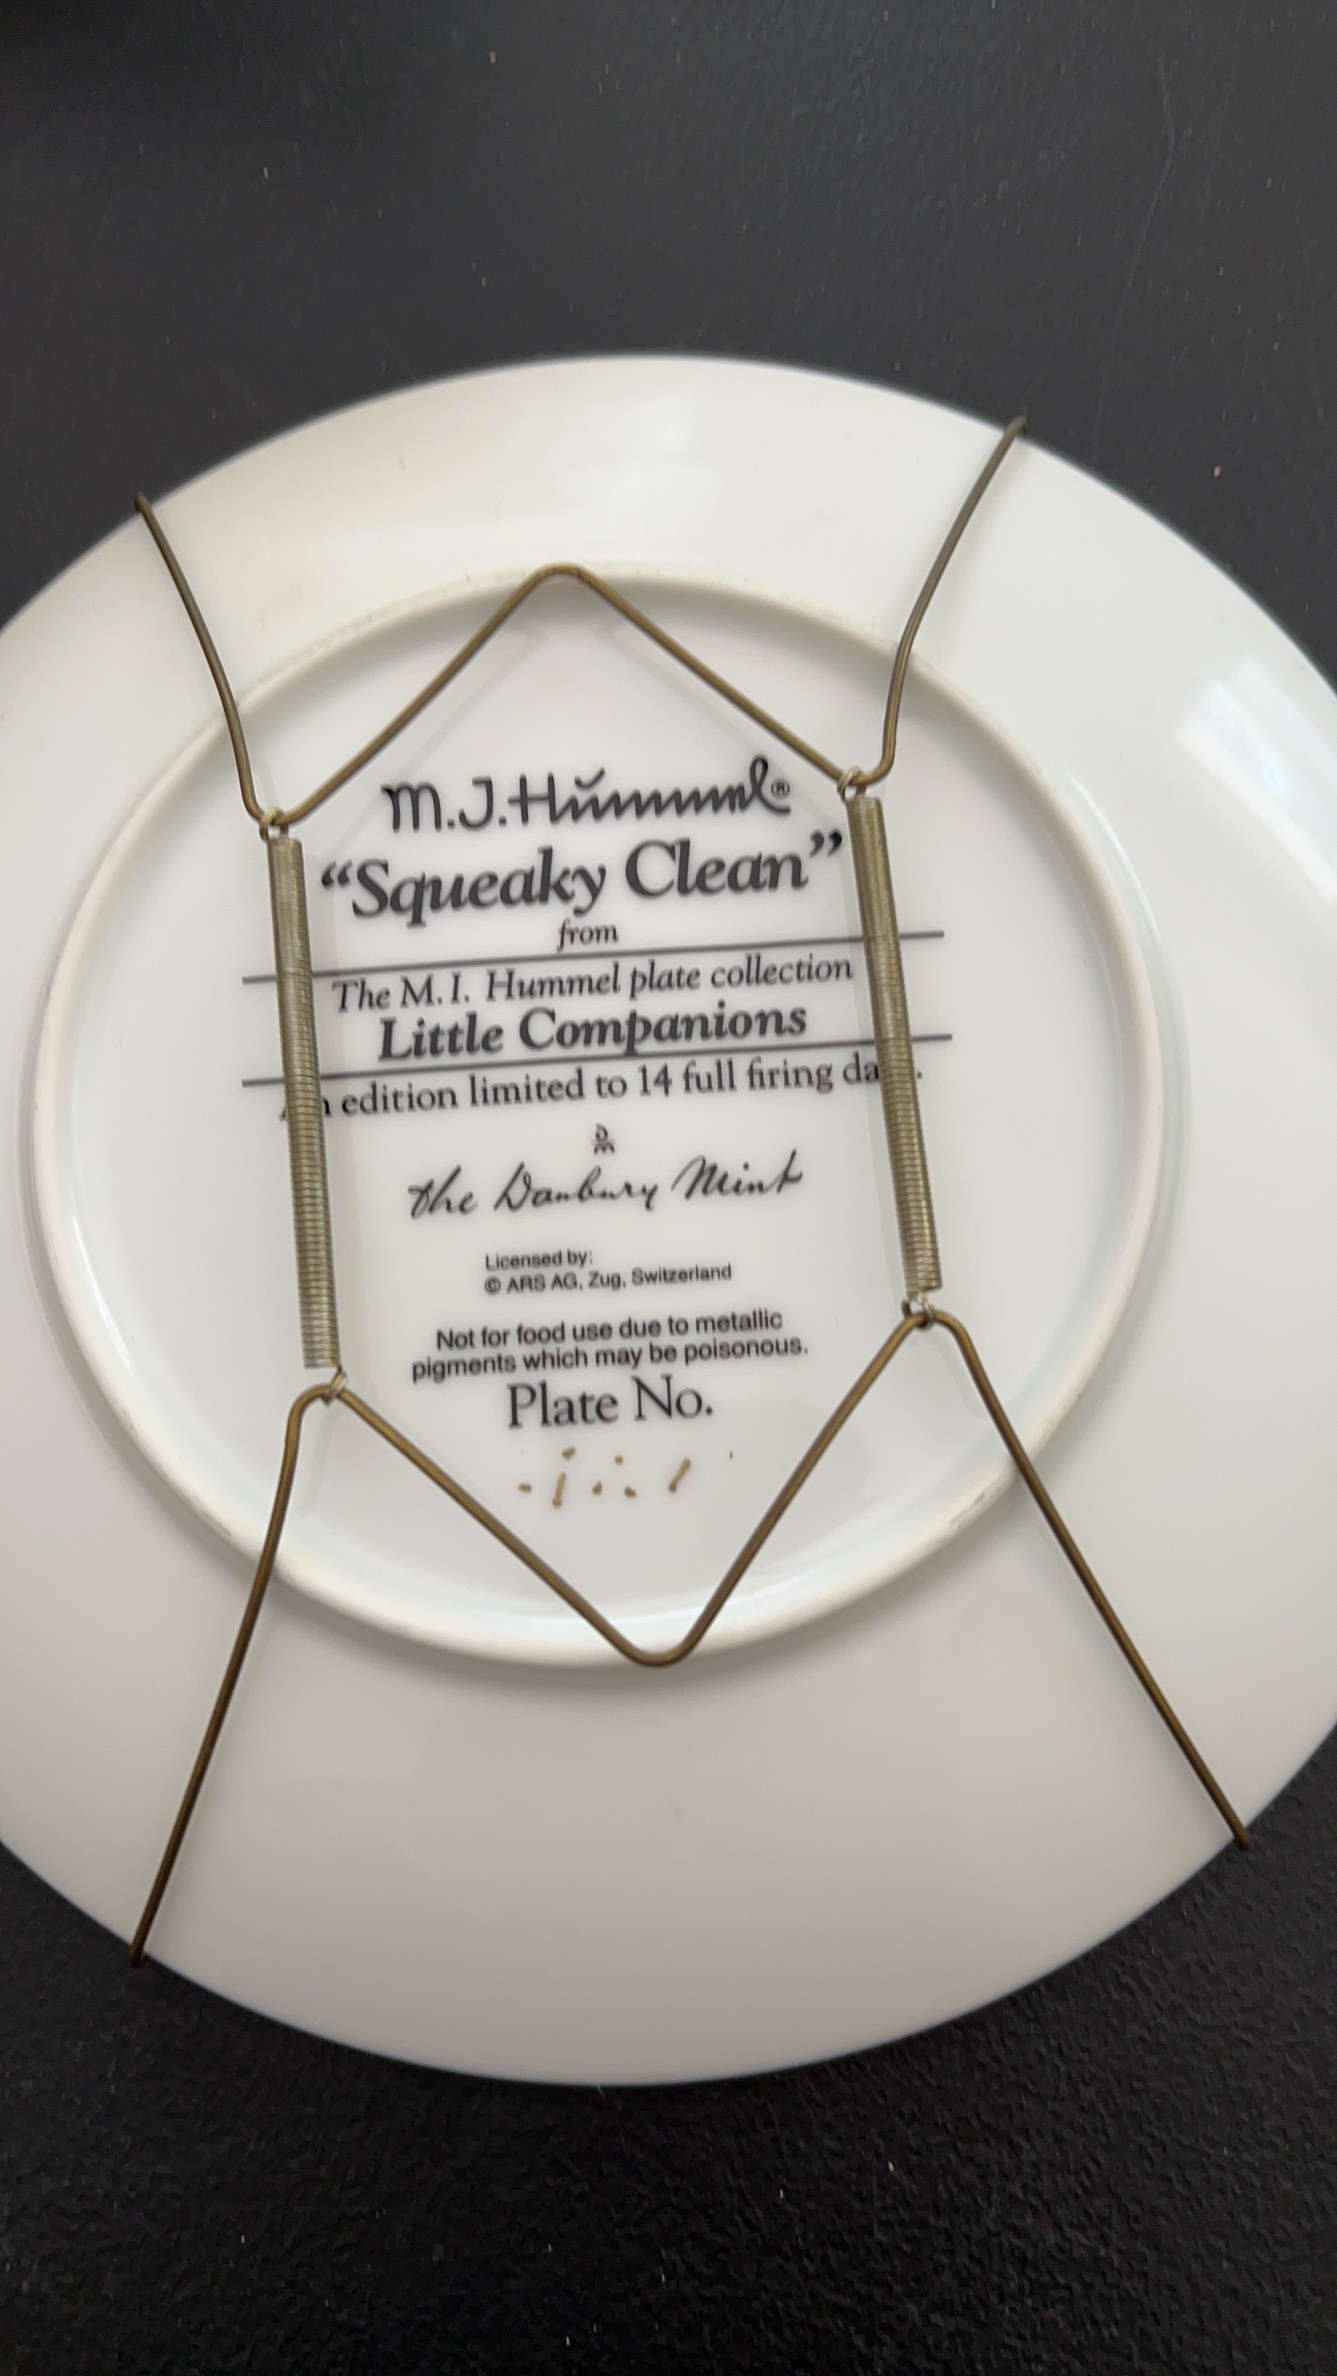 M.J. Hummel®
“Squeaky Clean”
from
The M. I. Hummel plate collection
Little Companions
edition limited to 14 full firing
The Danbury Mint
Licensed by:
© ARS AG, Zug, Switzerland
Not for food use due to metallic
pigments which may be poisonous.
Plate No.